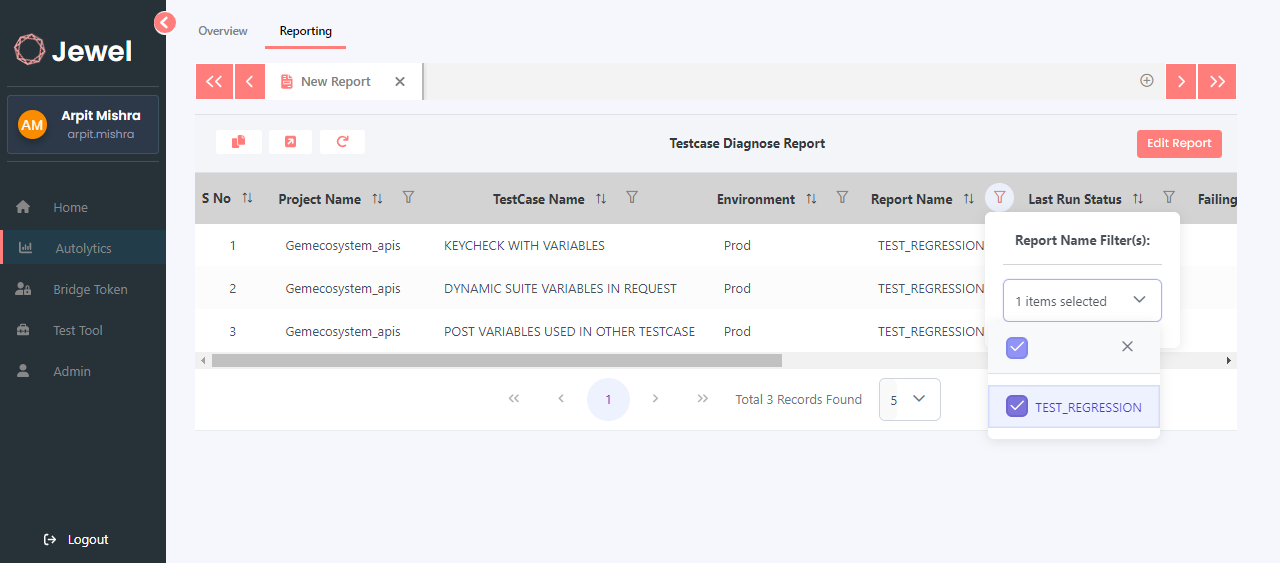 Jewel
AM
Arpit Mishra
arpit.mishra
Home
Autolytics
Bridge Token
Test Tool
Admin
Logout
Overview Reporting
New Report
Testcase Diagnose Report Edit Report
S No Project Name TestCase Name Environment Report Name Last Run Status Failing
1 Gemecosystem_apis KEYCHECK WITH VARIABLES Prod TEST_REGRESSION
2 Gemecosystem_apis DYNAMIC SUITE VARIABLES IN REQUEST Prod TEST_REGRESSION
3 Gemecosystem_apis POST VARIABLES USED IN OTHER TESTCASE Prod TEST_REGRESSION
Report Name Filter(s):
1 items selected
TEST_REGRESSION
1 Total 3 Records Found 5